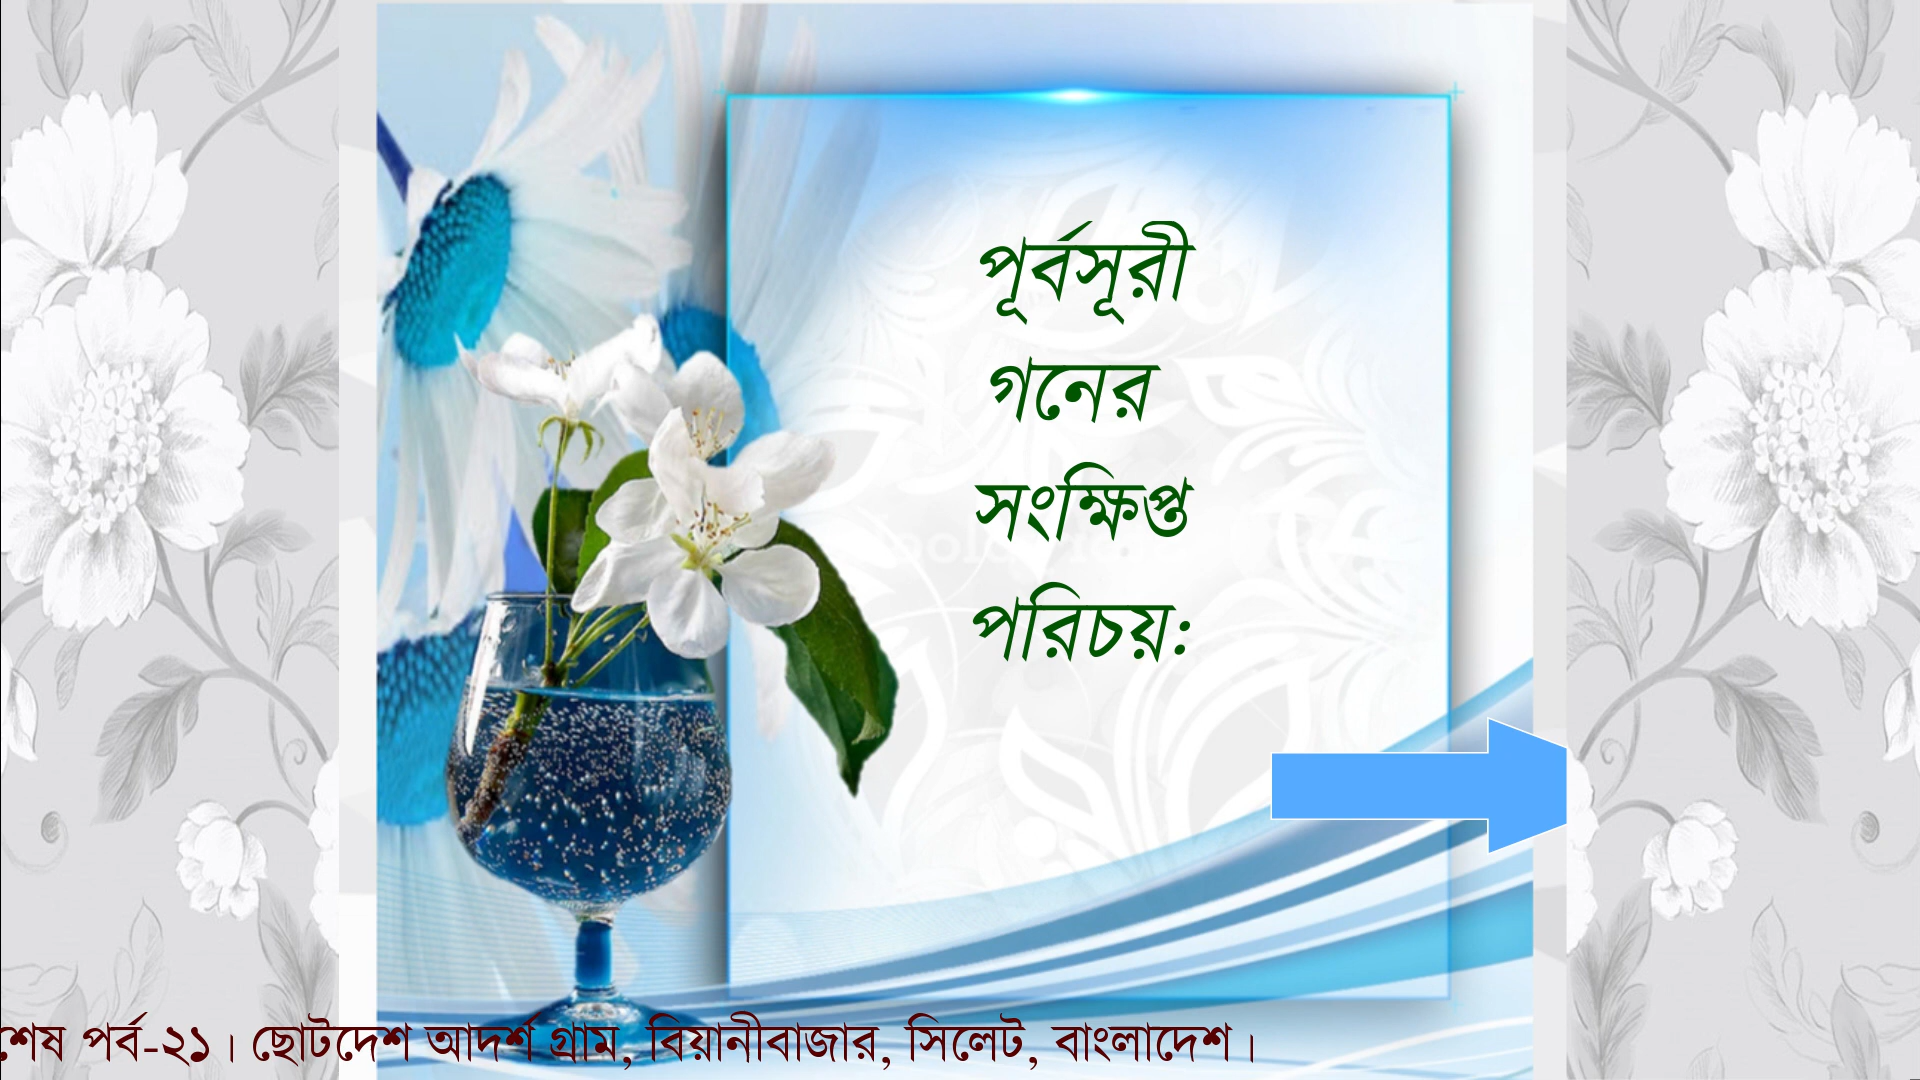 পূর্বসূরী
গনের
সংক্ষিপ্ত
পরিচয়:
শেষ পর্ব-২১। ছোটদেশ আদর্শ গ্রাম, বিয়ানীবাজার, সিলেট, বাংলাদেশ।